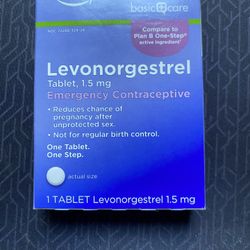 basic care
Compare to
Plan B One-Step®
active ingredient†
Levonorgestrel
Tablet, 1.5 mg
Emergency Contraceptive
• Reduces chance of
pregnancy after
unprotected sex.
• Not for regular birth control.
One Tablet.
One Step.
actual size
1 TABLET Levonorgestrel 1.5 mg